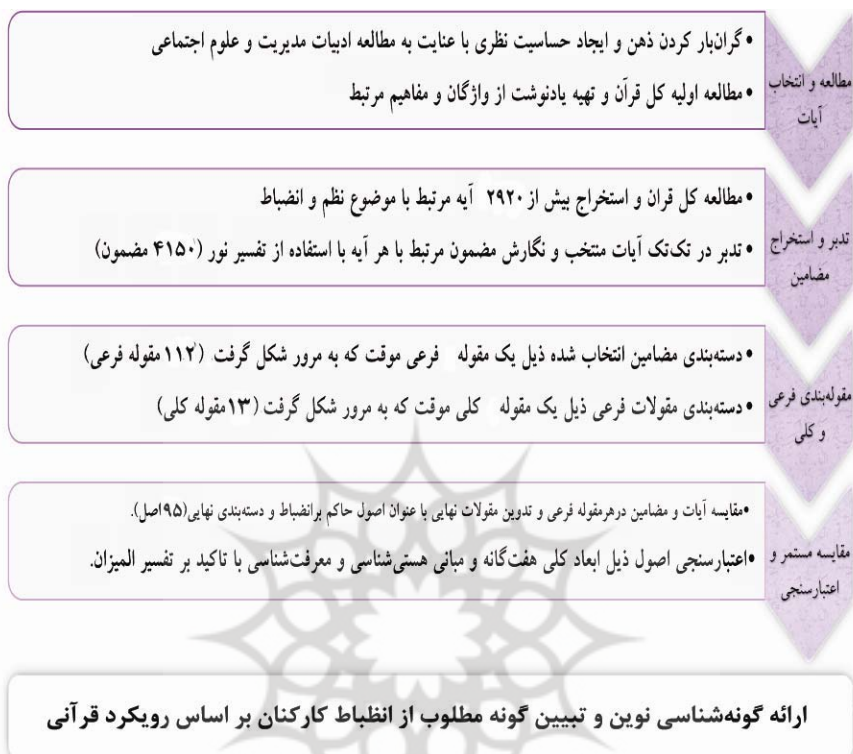 مطالعه و انتخاب
آیات
•گران‌بار کردن ذهن و ایجاد حساسیت نظری با عنایت به مطالعه ادبیات مدیریت و علوم اجتماعی
•مطالعه اولیه کل قرآن و تهیه یادنوشت از واژگان و مفاهیم مرتبط
تدبر و استخراج
مضامین
•مطالعه کل قران و استخراج بیش از ۲۹۲۰ آیه مرتبط با موضوع نظم و انضباط
•تدبر در تک‌تک آیات منتخب و نگارش مضمون مرتبط با هر آیه با استفاده از تفسیر نور (۴۱۵۰ مضمون)
مقوله‌بندی فرعی
و کلی
•دسته‌بندی مضامین انتخاب شده ذیل یک مقوله فرعی موقت که به مرور شکل گرفت (۱۱۲ مقوله فرعی)
•دسته‌بندی مقولات فرعی ذیل یک مقوله کلی موقت که به مرور شکل گرفت (۱۳مقوله کلی)
مقایسه مستمر و
اعتبارسنجی
•مقایسه آیات و مضامین درهرمقوله فرعی و تدوین مقولات نهایی با عنوان اصول حاکم برانضباط و دسته‌بندی نهایی(۹۵اصل).
•اعتبارسنجی اصول ذیل ابعاد کلی هفت‌گانه و مبانی هستی‌شناسی و معرفت‌شناسی با تاکید بر تفسیر المیزان.
ارائه گونه‌شناسی نوین و تبیین گونه مطلوب از انظباط کارکنان بر اساس رویکرد قرآنی